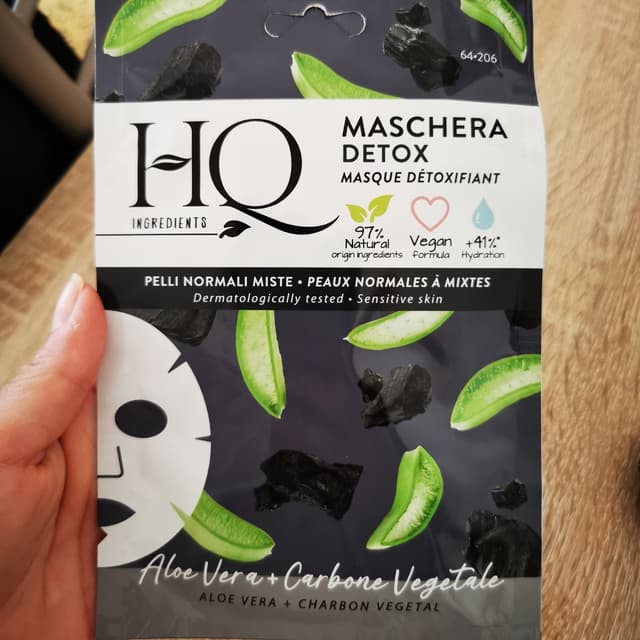 64•206
HQ
INGREDIENTS
MASCHERA
DETOX
MASQUE DÉTOXIFIANT
97%
Natural
origin ingredients
Vegan
formula
+41%*
Hydration
PELLI NORMALI MISTE • PEAUX NORMALES À MIXTES
Dermatologically tested • Sensitive skin
Aloe Vera + Carbone Vegetale
ALOE VERA + CHARBON VEGETAL